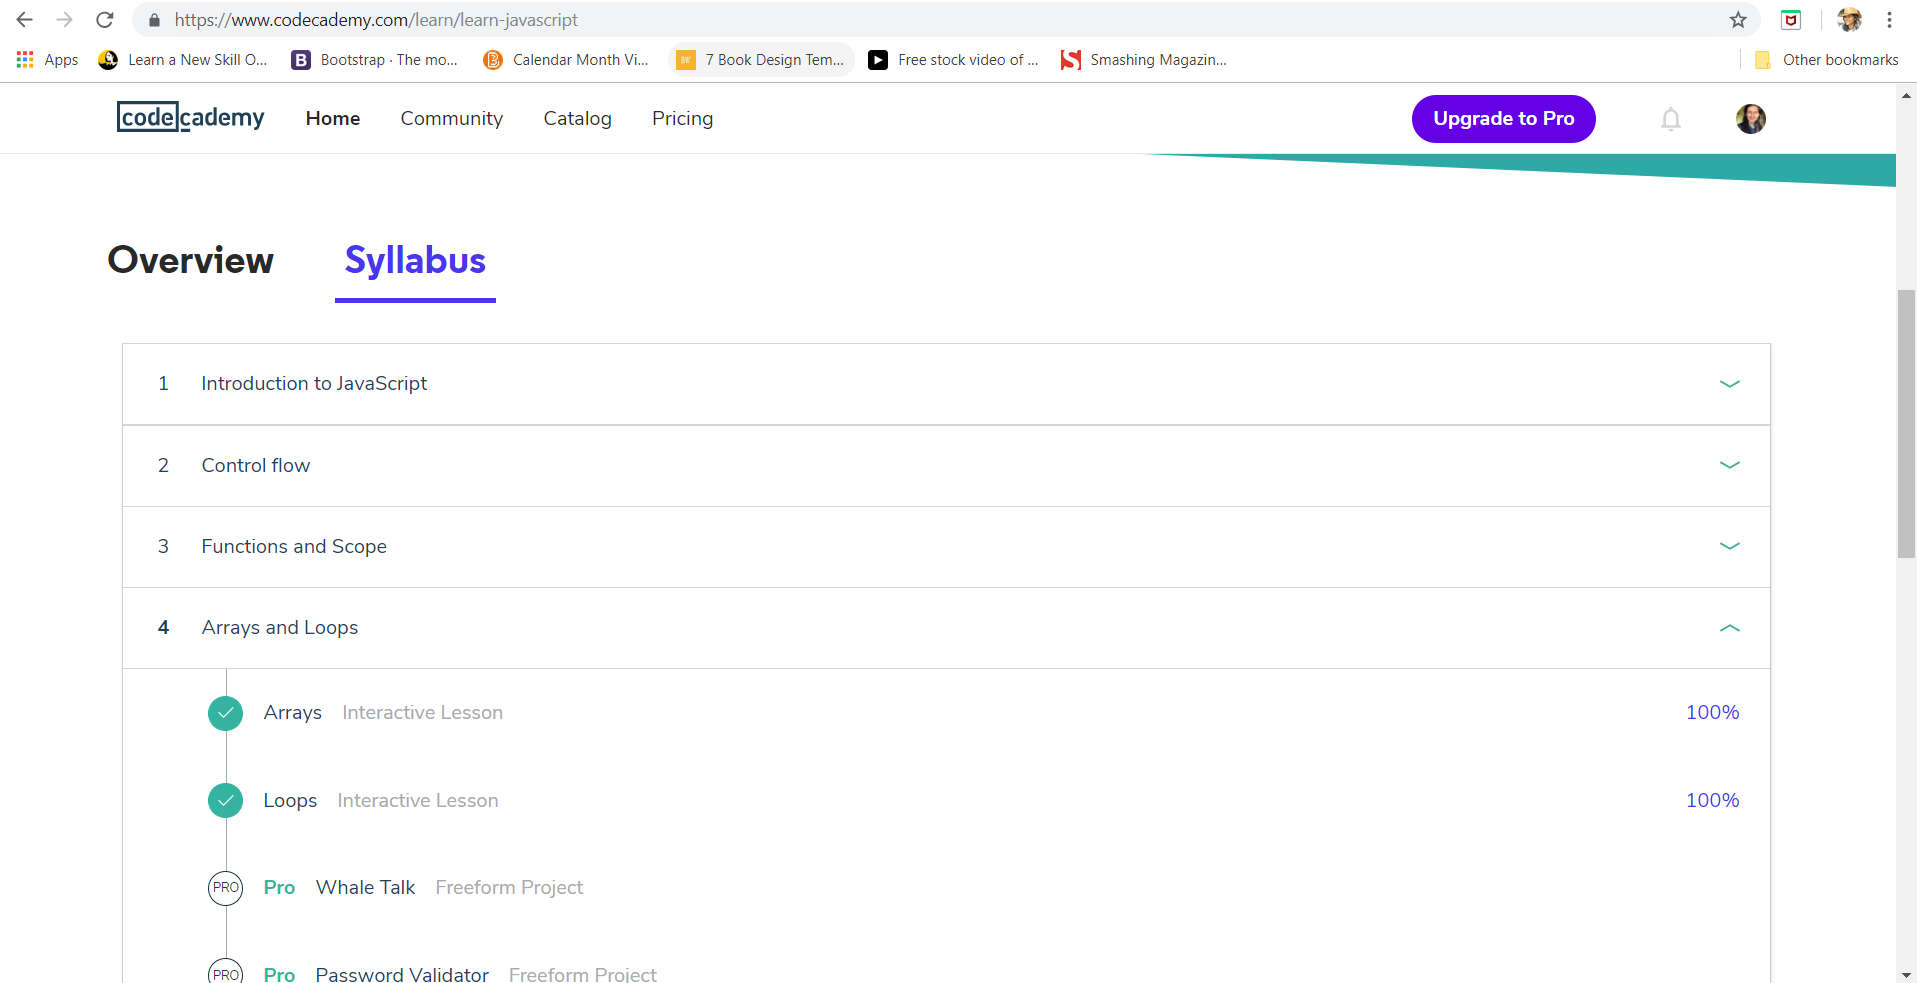 https://www.codecademy.com/learn/learn-javascript
Apps Learn a New Skill O... B Bootstrap · The mo... Calendar Month Vi... BW 7 Book Design Tem... Free stock video of ... Smashing Magazin... Other bookmarks
codecademy Home Community Catalog Pricing Upgrade to Pro
Overview Syllabus
1 Introduction to JavaScript
2 Control flow
3 Functions and Scope
4 Arrays and Loops
Arrays Interactive Lesson 100%
Loops Interactive Lesson 100%
PRO Pro Whale Talk Freeform Project
PRO Pro Password Validator Freeform Project